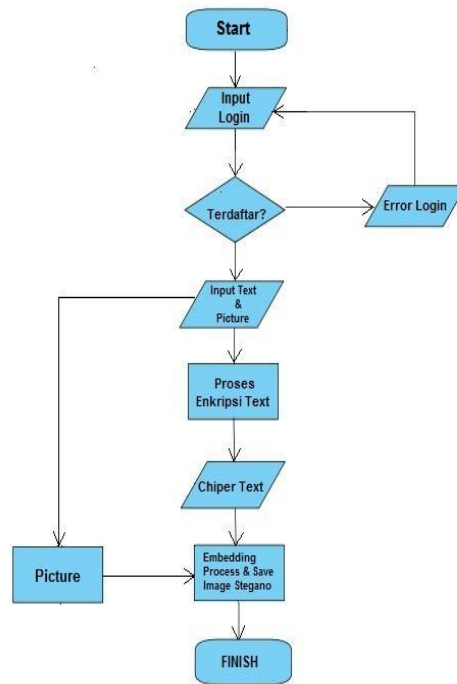 Start
Input
Login
Terdaftar?
Error Login
Input Text
&
Picture
Proses
Enkripsi Text
Chiper Text
Picture
Embedding
Process & Save
Image Stegano
FINISH